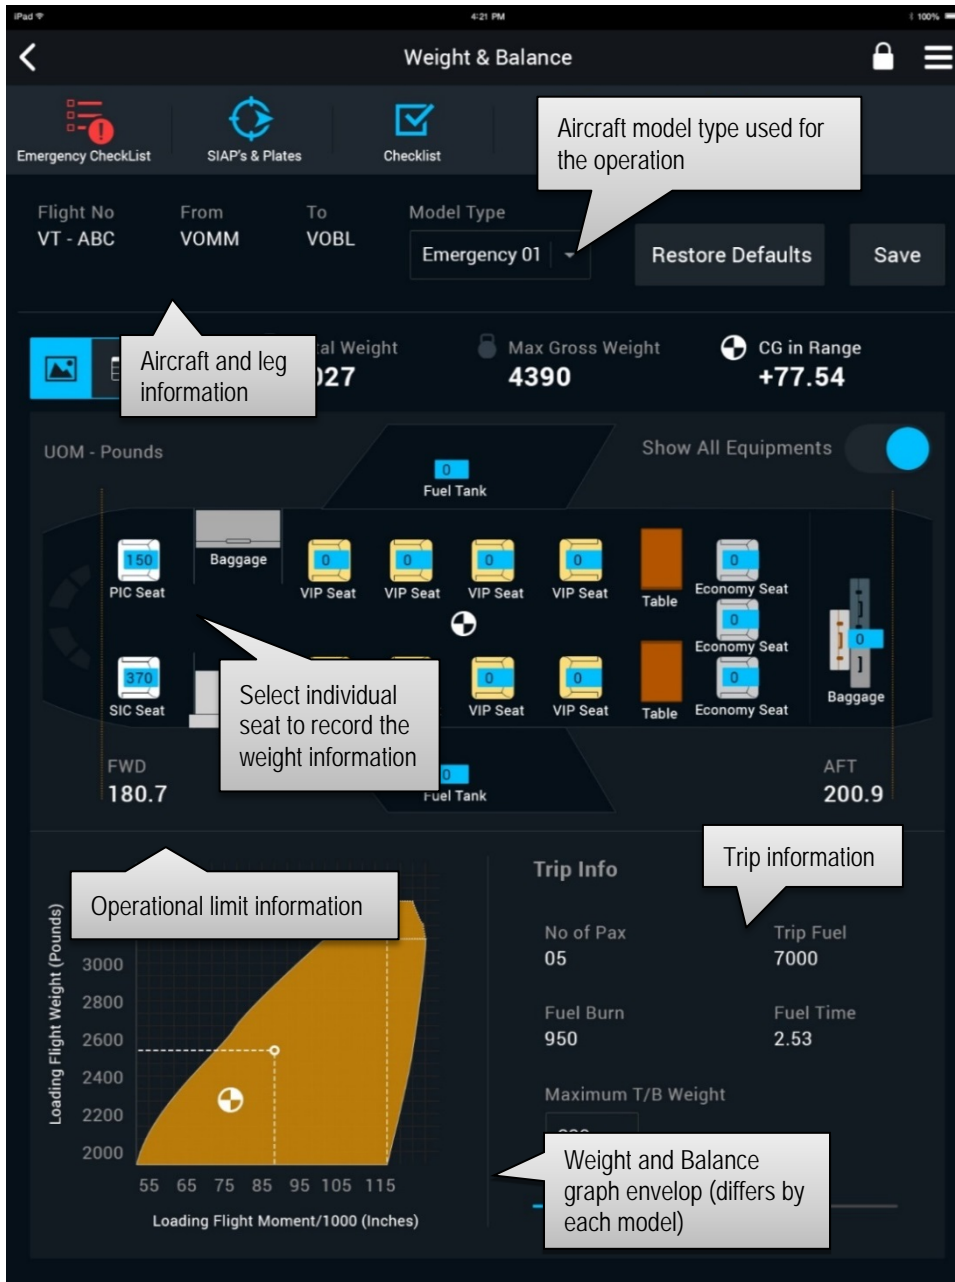 iPad
4:21 PM
100%
Weight & Balance
Emergency CheckList
SIAP's & Plates
Checklist
Aircraft model type used for
the operation
Flight No
From
To
Model Type
VT - ABC
VOMM
VOBL
Emergency 01
Restore Defaults
Save
Aircraft and leg
information
Weight
Max Gross Weight
4390
CG in Range
+77.54
UOM - Pounds
Show All Equipments
0
Fuel Tank
150
PIC Seat
Baggage
0
VIP Seat
0
VIP Seat
0
VIP Seat
0
VIP Seat
Table
0
Economy Seat
0
Economy Seat
370
SIC Seat
Select individual
seat to record the
weight information
0
VIP Seat
0
VIP Seat
Table
0
Economy Seat
0
Baggage
FWD
180.7
0
Fuel Tank
AFT
200.9
Operational limit information
Loading Flight Weight (Pounds)
3000
2800
2600
2400
2200
2000
55 65 75 85 95 105 115
Loading Flight Moment/1000 (Inches)
Trip Info
Trip information
No of Pax
05
Trip Fuel
7000
Fuel Burn
950
Fuel Time
2.53
Maximum T/B Weight
Weight and Balance
graph envelop (differs by
each model)